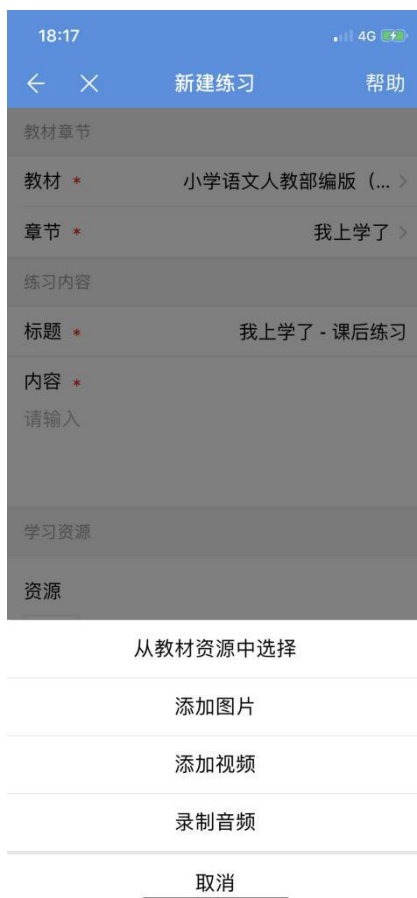 18:17 4G
新建练习 帮助
教材章节
教材 * 小学语文人教部编版（...
章节 * 我上学了
练习内容
标题 * 我上学了 - 课后练习
内容 *
请输入
学习资源
资源
从教材资源中选择
添加图片
添加视频
录制音频
取消